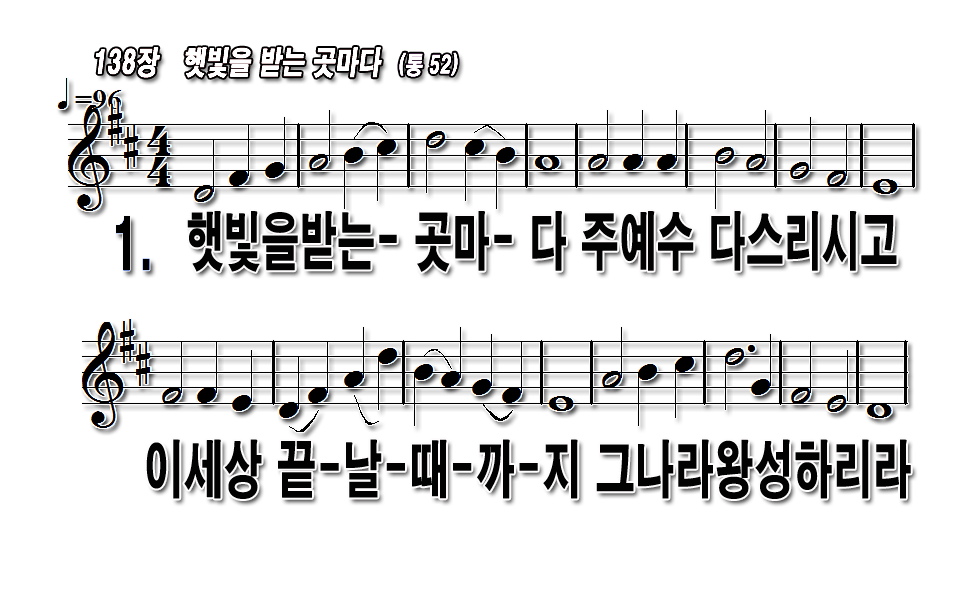 138장 햇빛을 받는 곳마다 (통 52)
♩=96
4/4
1. 햇빛을받는- 곳마- 다 주예수 다스리시고
이세상 끝-날-때-까-지 그나라왕성하리라